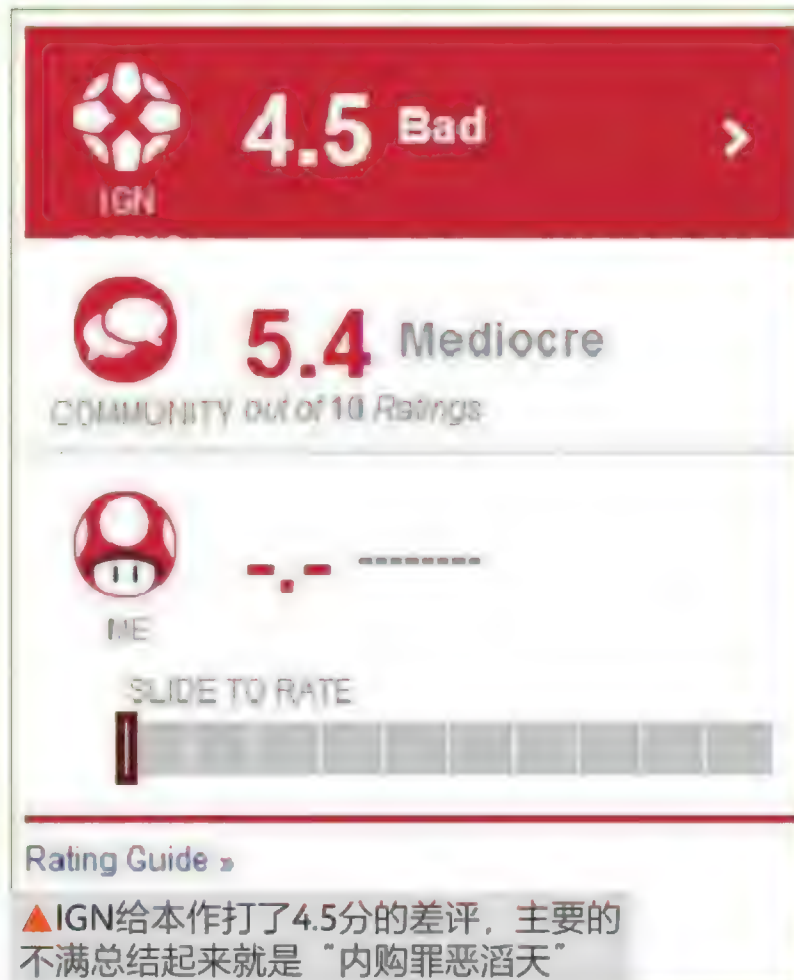 4.5 Bad
IGN
5.4 Mediocre
COMMUNITY out of 10 Ratings
-.- --------
ME
SLIDE TO RATE
Rating Guide »
▲IGN给本作打了4.5分的差评，主要的
不满总结起来就是“内购罪恶滔天”